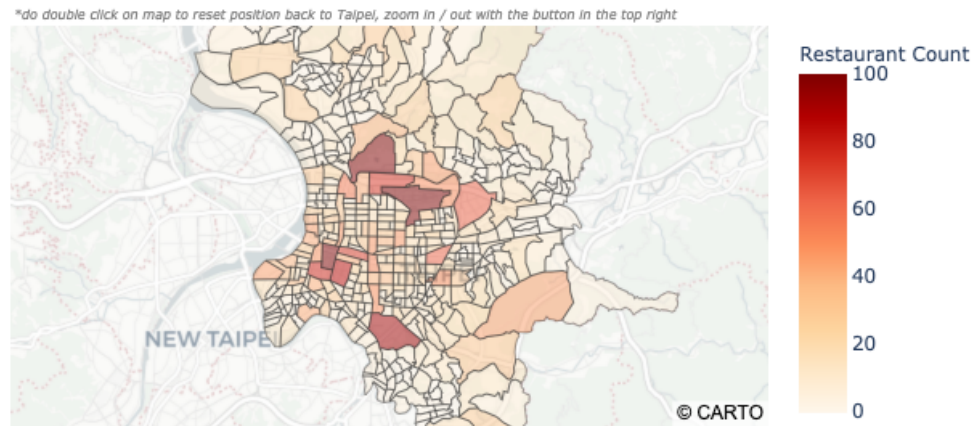 *do double click on map to reset position back to Taipei, zoom in / out with the button in the top right
Restaurant Count
100
80
60
40
20
0
NEW TAIPEI
© CARTO